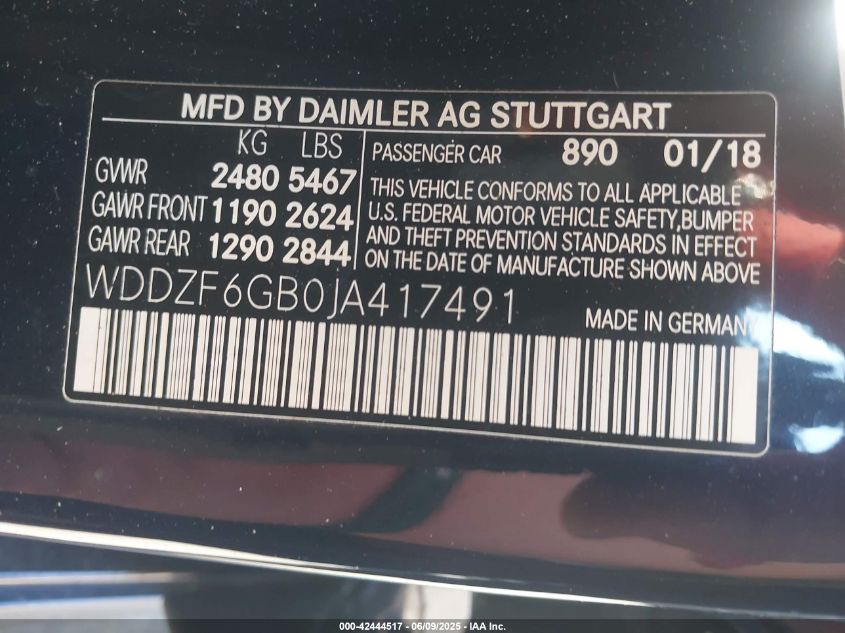 MFD BY DAIMLER AG STUTTGART
KG LBS
GVWR 2480 5467
GAWR FRONT 1190 2624
GAWR REAR 1290 2844
PASSENGER CAR 890 01/18
THIS VEHICLE CONFORMS TO ALL APPLICABLE
U.S. FEDERAL MOTOR VEHICLE SAFETY,BUMPER
AND THEFT PREVENTION STANDARDS IN EFFECT
ON THE DATE OF MANUFACTURE SHOWN ABOVE
WDDZF6GB0JA417491
MADE IN GERMANY
000-42444517 - 06/09/2025 - IAA Inc.